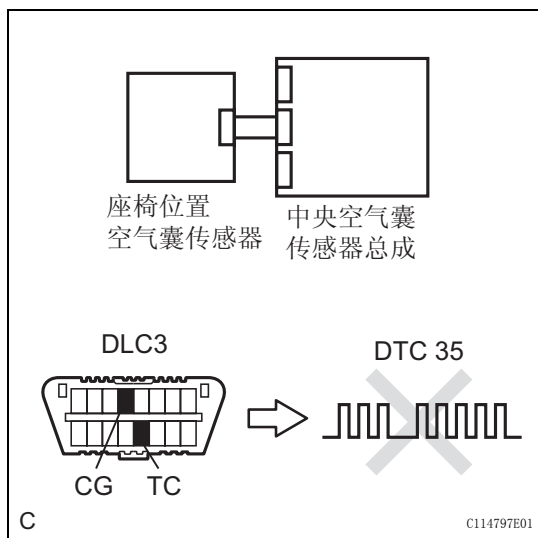 座椅位置
空气囊传感器
中央空气囊
传感器总成
DLC3
DTC 35
CG
TC
C
C114797E01